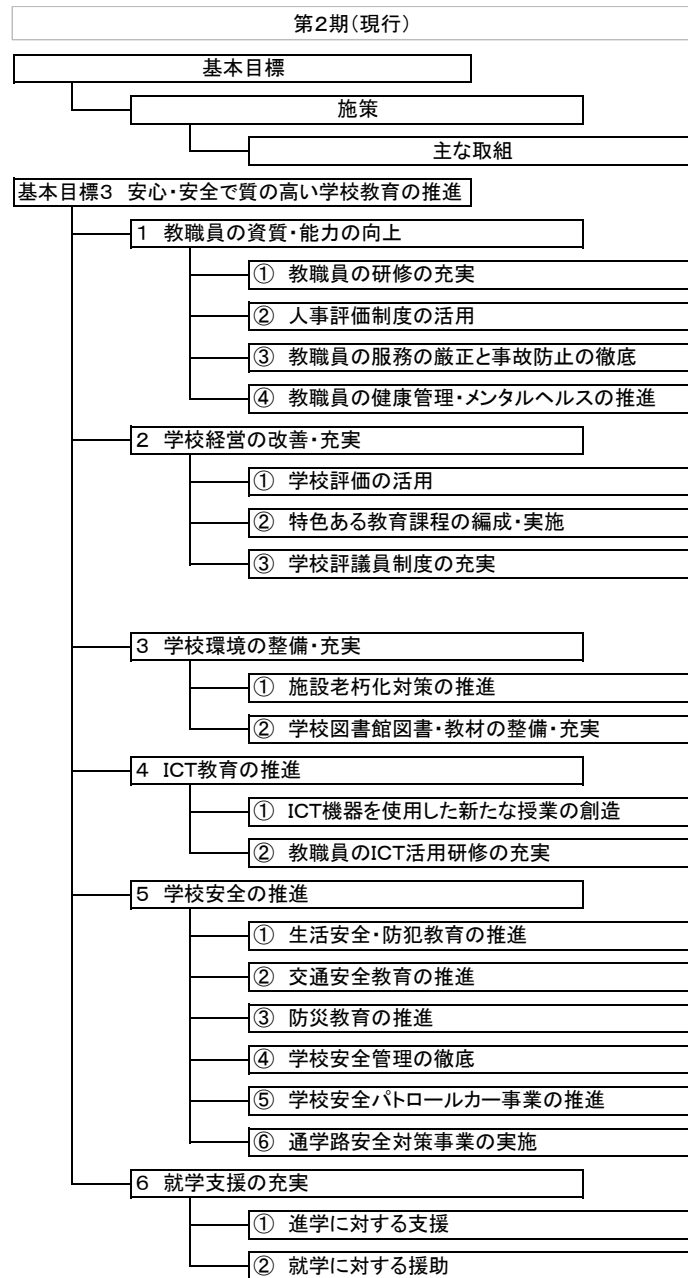 第2期(現行)
基本目標
施策
主な取組
基本目標3 安心・安全で質の高い学校教育の推進
1 教職員の資質・能力の向上
① 教職員の研修の充実
② 人事評価制度の活用
③ 教職員の服務の厳正と事故防止の徹底
④ 教職員の健康管理・メンタルヘルスの推進
2 学校経営の改善・充実
① 学校評価の活用
② 特色ある教育課程の編成・実施
③ 学校評議員制度の充実
3 学校環境の整備・充実
① 施設老朽化対策の推進
② 学校図書館図書・教材の整備・充実
4 ICT教育の推進
① ICT機器を使用した新たな授業の創造
② 教職員のICT活用研修の充実
5 学校安全の推進
① 生活安全・防犯教育の推進
② 交通安全教育の推進
③ 防災教育の推進
④ 学校安全管理の徹底
⑤ 学校安全パトロールカー事業の推進
⑥ 通学路安全対策事業の実施
6 就学支援の充実
① 進学に対する支援
② 就学に対する援助